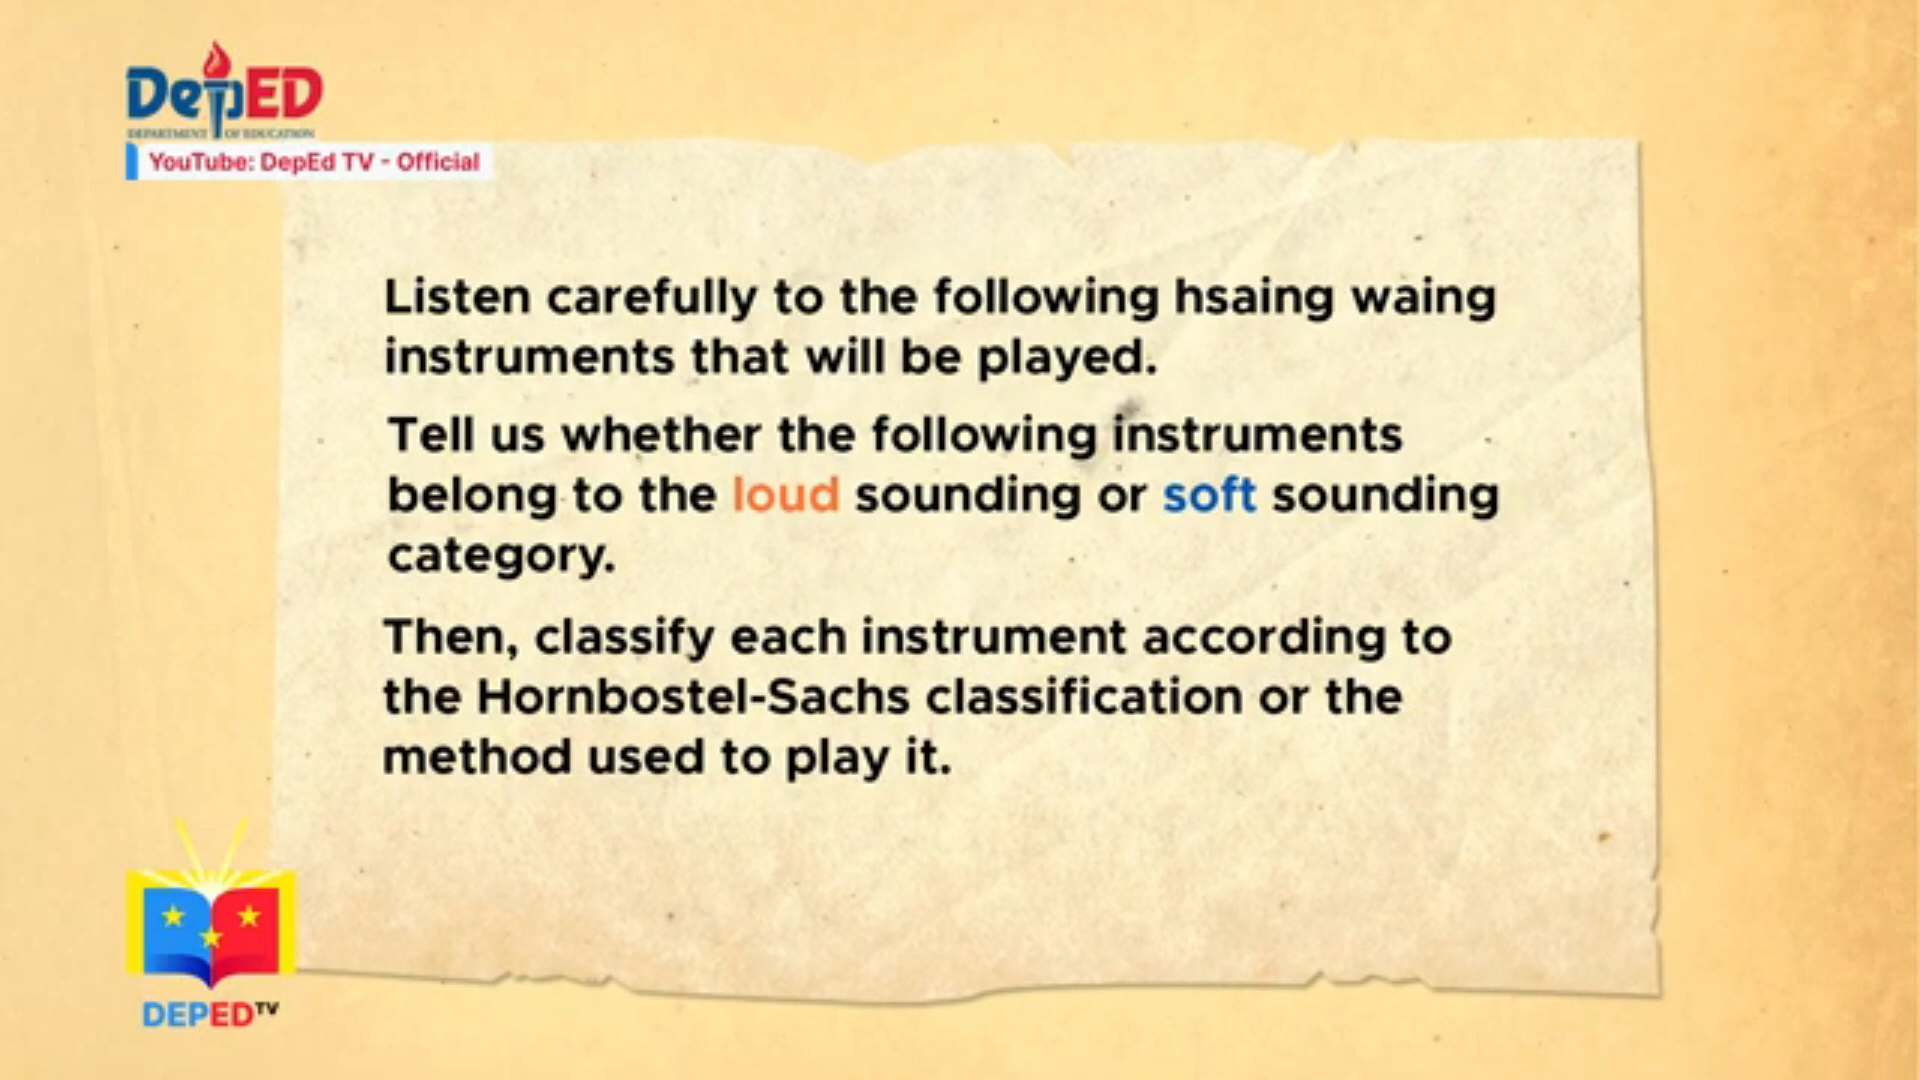 DepED
DEPARTMENT OF EDUCATION
YouTube: DepEd TV - Official
Listen carefully to the following hsaing waing
instruments that will be played.
Tell us whether the following instruments
belong to the loud sounding or soft sounding
category.
Then, classify each instrument according to
the Hornbostel-Sachs classification or the
method used to play it.
DEPED TV